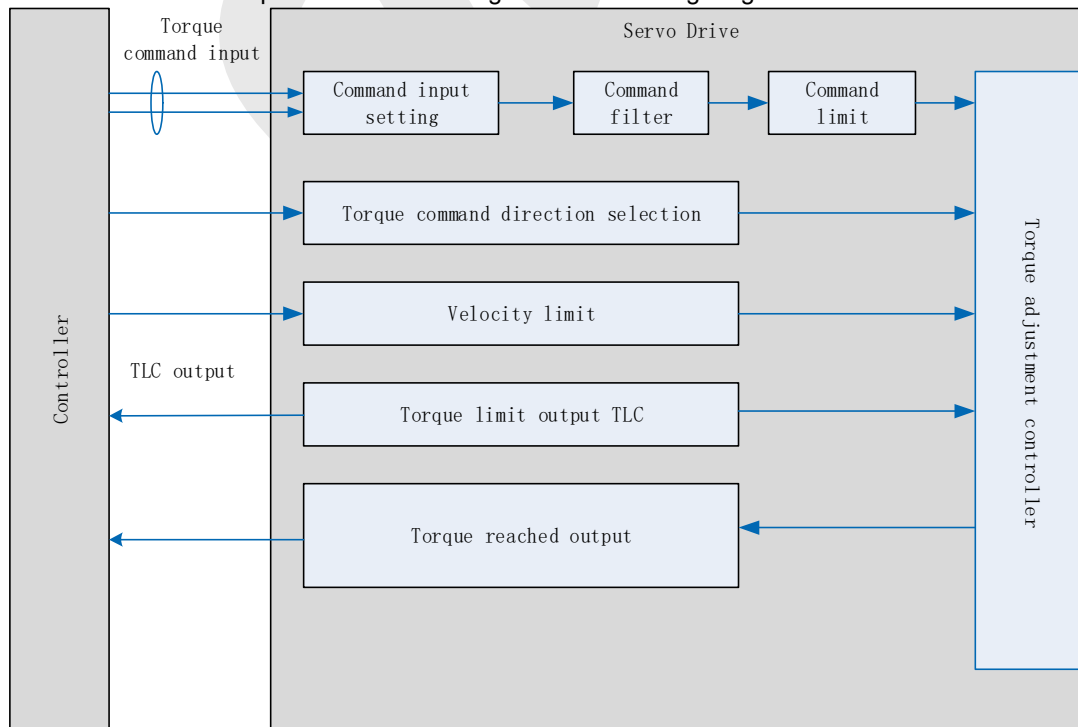 Torque
command input
Servo Drive
Command input
setting
Command
filter
Command
limit
Torque command direction selection
Velocity limit
TLC output
Torque limit output TLC
Torque reached output
Controller
Torque adjustment controller